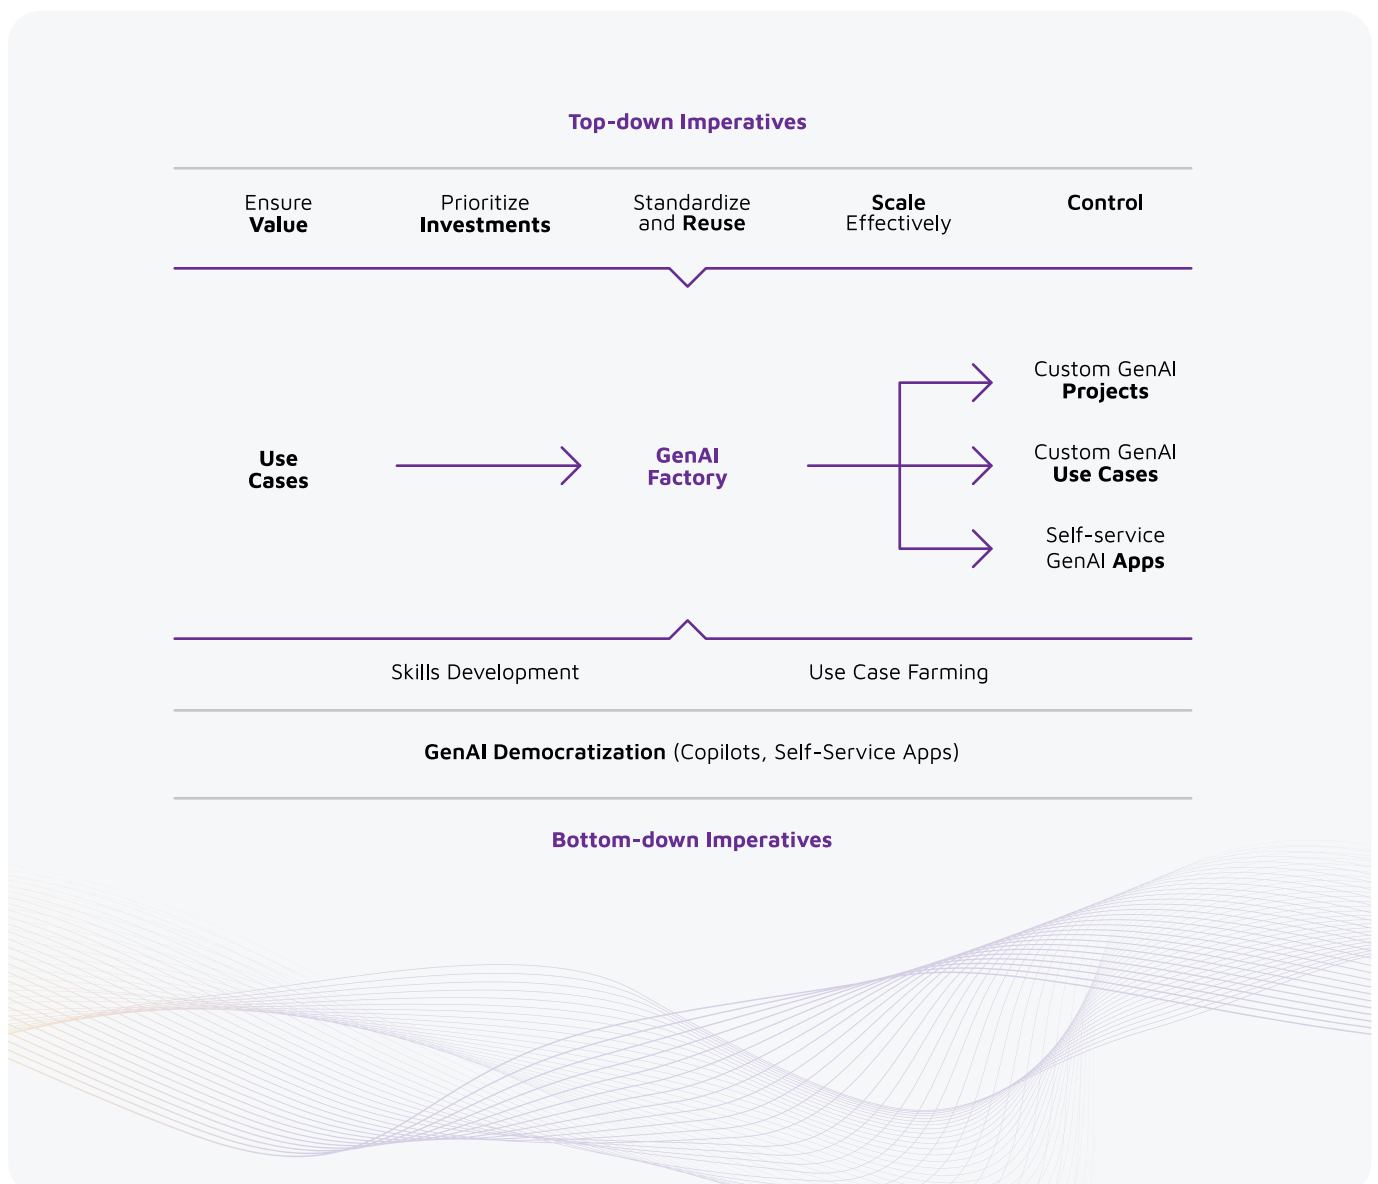 Top-down Imperatives
Ensure
Value
Prioritize
Investments
Standardize
and Reuse
Scale
Effectively
Control
Use
Cases
GenAI
Factory
Custom GenAI
Projects
Custom GenAI
Use Cases
Self-service
GenAI Apps
Skills Development
Use Case Farming
GenAI Democratization (Copilots, Self-Service Apps)
Bottom-down Imperatives